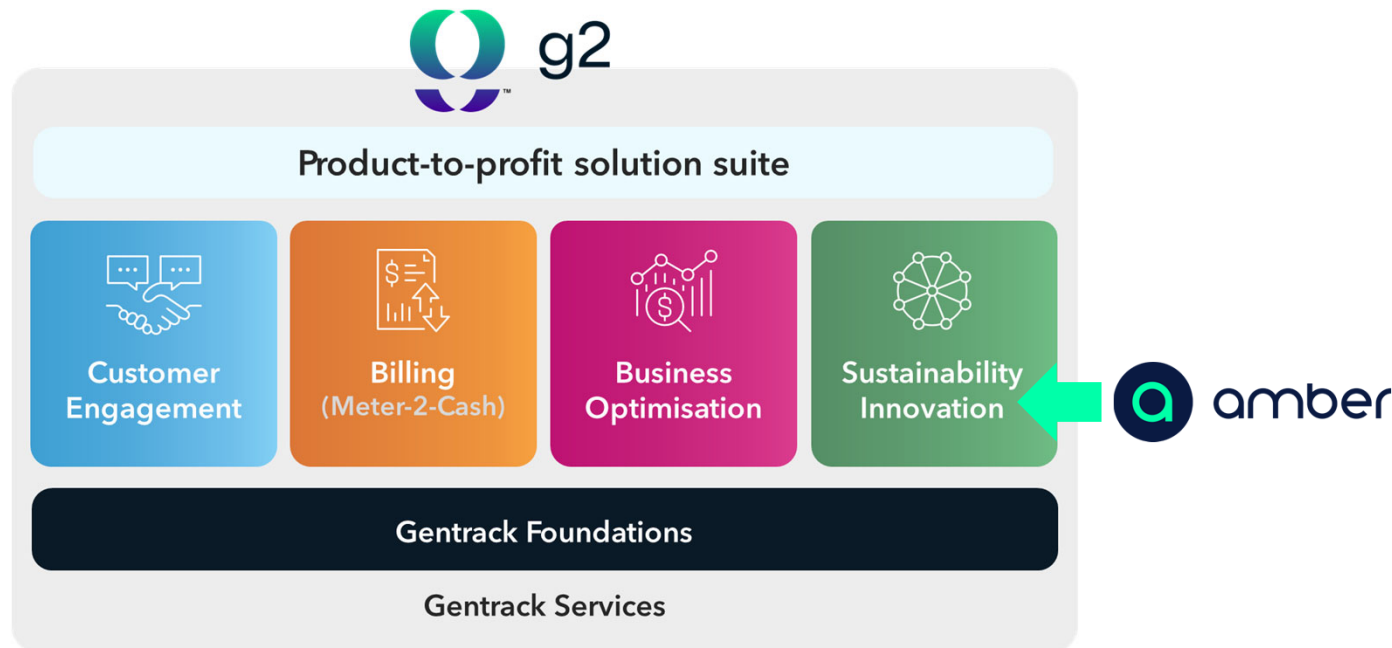 g2
™
Product-to-profit solution suite
Customer
Engagement
Billing
(Meter-2-Cash)
Business
Optimisation
Sustainability
Innovation
a amber
Gentrack Foundations
Gentrack Services